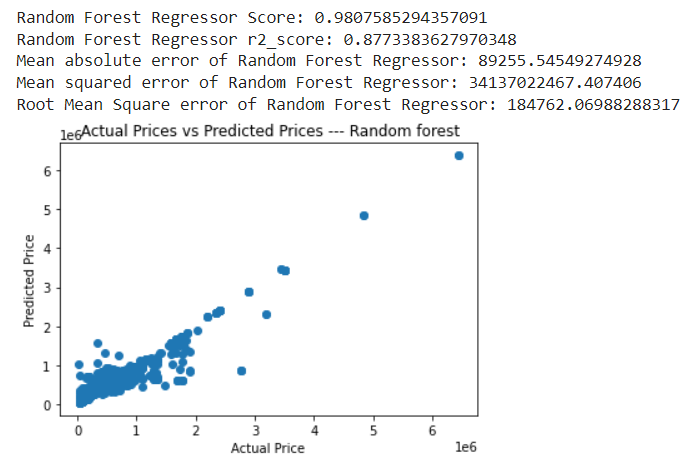 Random Forest Regressor Score: 0.9807585294357091
Random Forest Regressor r2_score: 0.8773383627970348
Mean absolute error of Random Forest Regressor: 89255.54549274928
Mean squared error of Random Forest Regressor: 34137022467.407406
Root Mean Square error of Random Forest Regressor: 184762.06988288317
1e6
Actual Prices vs Predicted Prices --- Random forest
6
5
4
3
2
1
0
Predicted Price
0 1 2 3 4 5 6
Actual Price
1e6